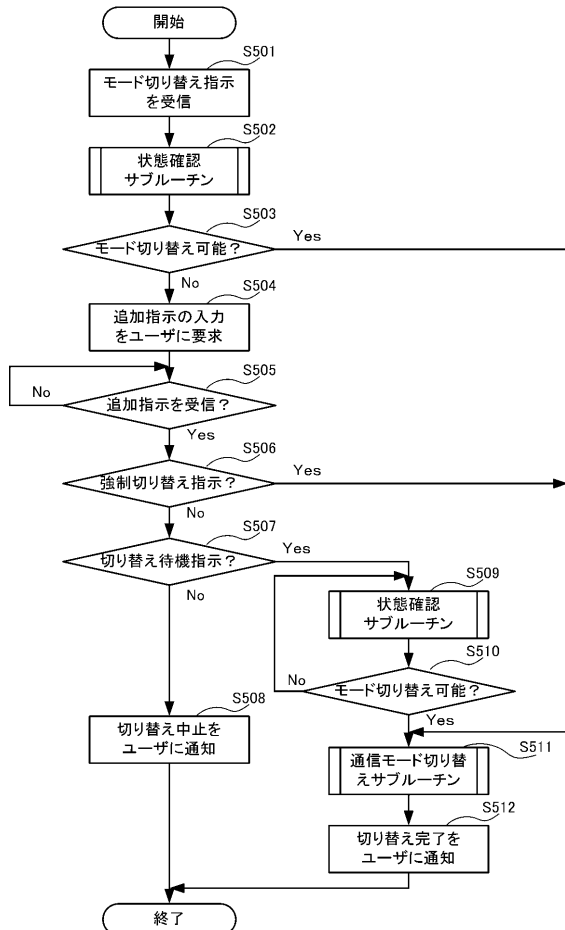 開始
S501
モード切り替え指示
を受信
S502
状態確認
サブルーチン
S503
モード切り替え可能？
Yes
No
S504
追加指示の入力
をユーザに要求
S505
No
追加指示を受信？
Yes
S506
強制切り替え指示？
Yes
No
S507
切り替え待機指示？
Yes
No
S509
状態確認
サブルーチン
S510
No
モード切り替え可能？
Yes
S508
切り替え中止を
ユーザに通知
S511
通信モード切り替
えサブルーチン
S512
切り替え完了を
ユーザに通知
終了